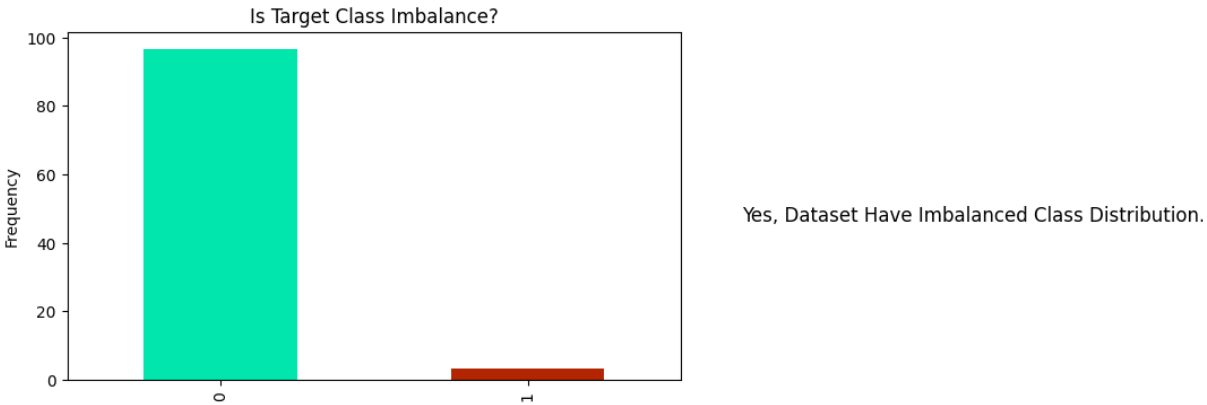 Is Target Class Imbalance?
100
80
60
40
20
0
Frequency
0
1
Yes, Dataset Have Imbalanced Class Distribution.